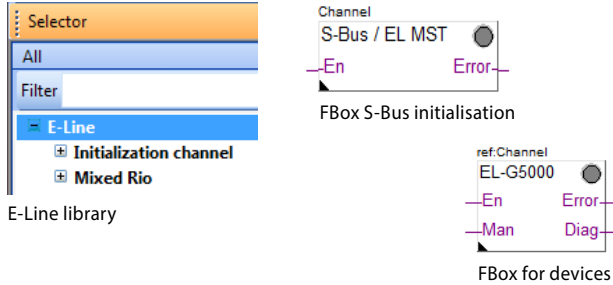 Selector
All
Filter
E-Line
Initialization channel
Mixed Rio
E-Line library
Channel
S-Bus / EL MST
En Error
FBox S-Bus initialisation
ref:Channel
EL-G5000
En Error
Man Diag
FBox for devices